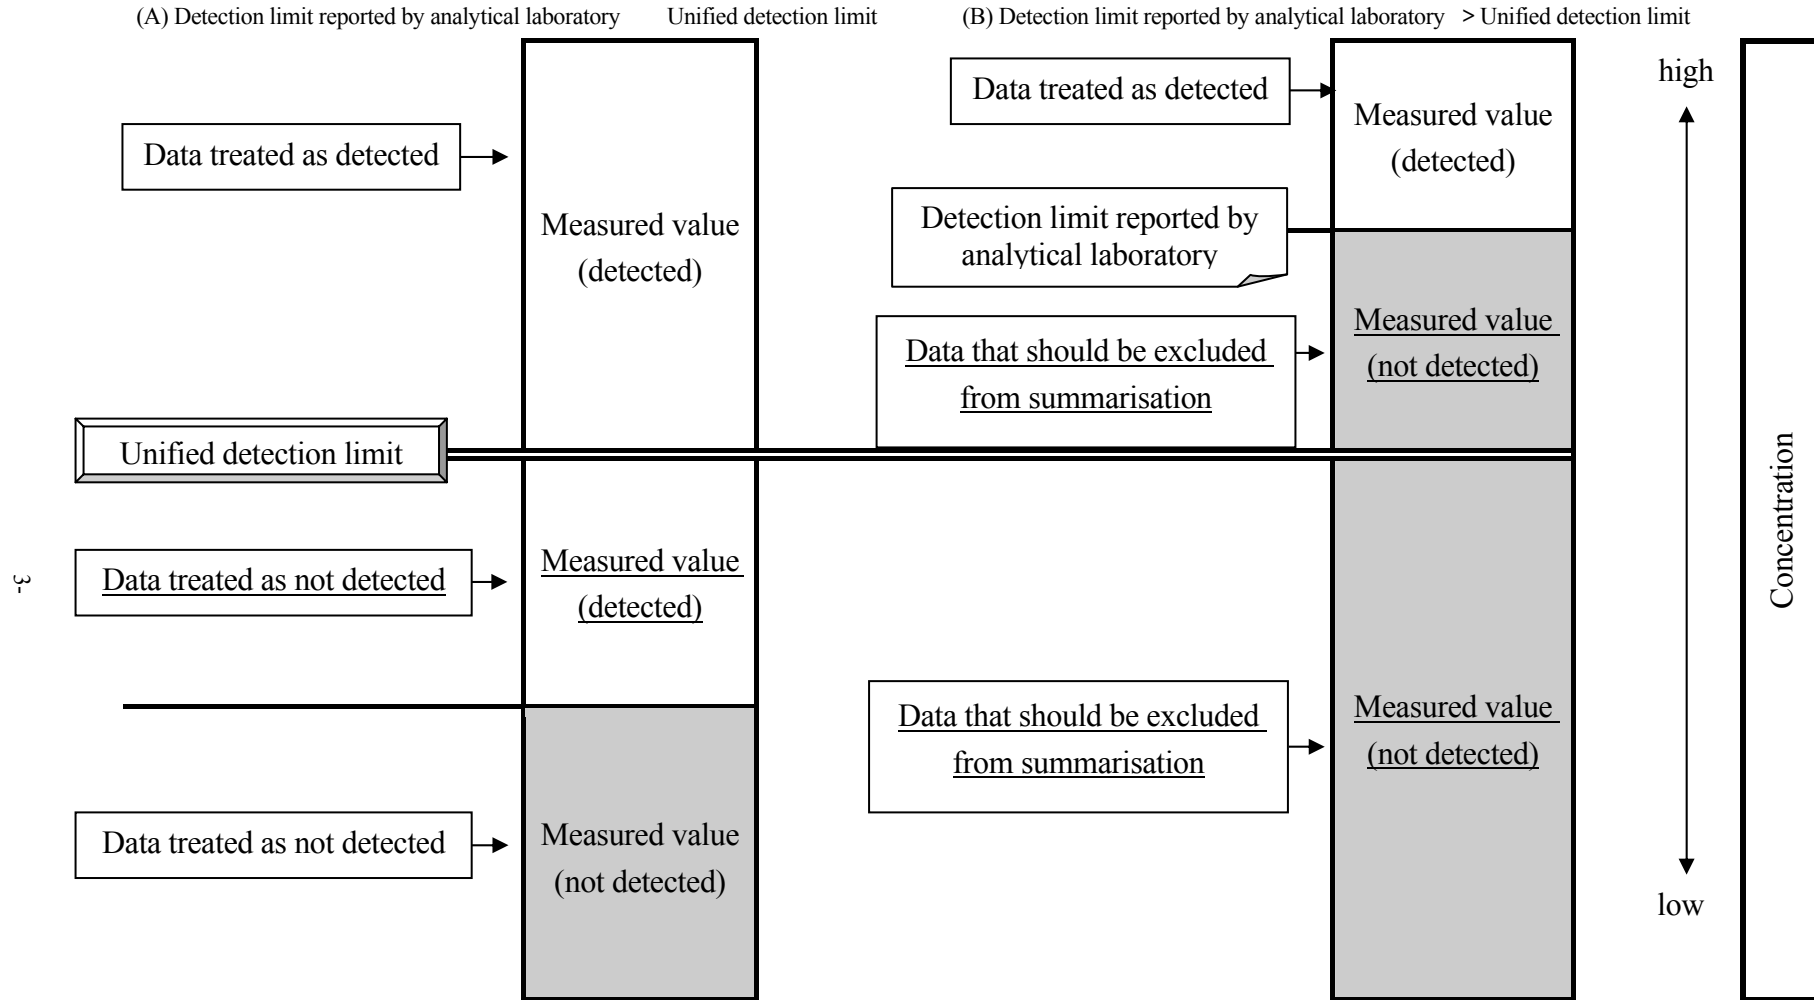 (A) Detection limit reported by analytical laboratory Unified detection limit
Data treated as detected
Measured value
(detected)
Unified detection limit
Data treated as not detected
Measured value
(detected)
Data treated as not detected
Measured value
(not detected)
(B) Detection limit reported by analytical laboratory > Unified detection limit
Data treated as detected
Measured value
(detected)
Detection limit reported by
analytical laboratory
Data that should be excluded
from summarisation
Measured value
(not detected)
Data that should be excluded
from summarisation
Measured value
(not detected)
high
low
Concentration
3-